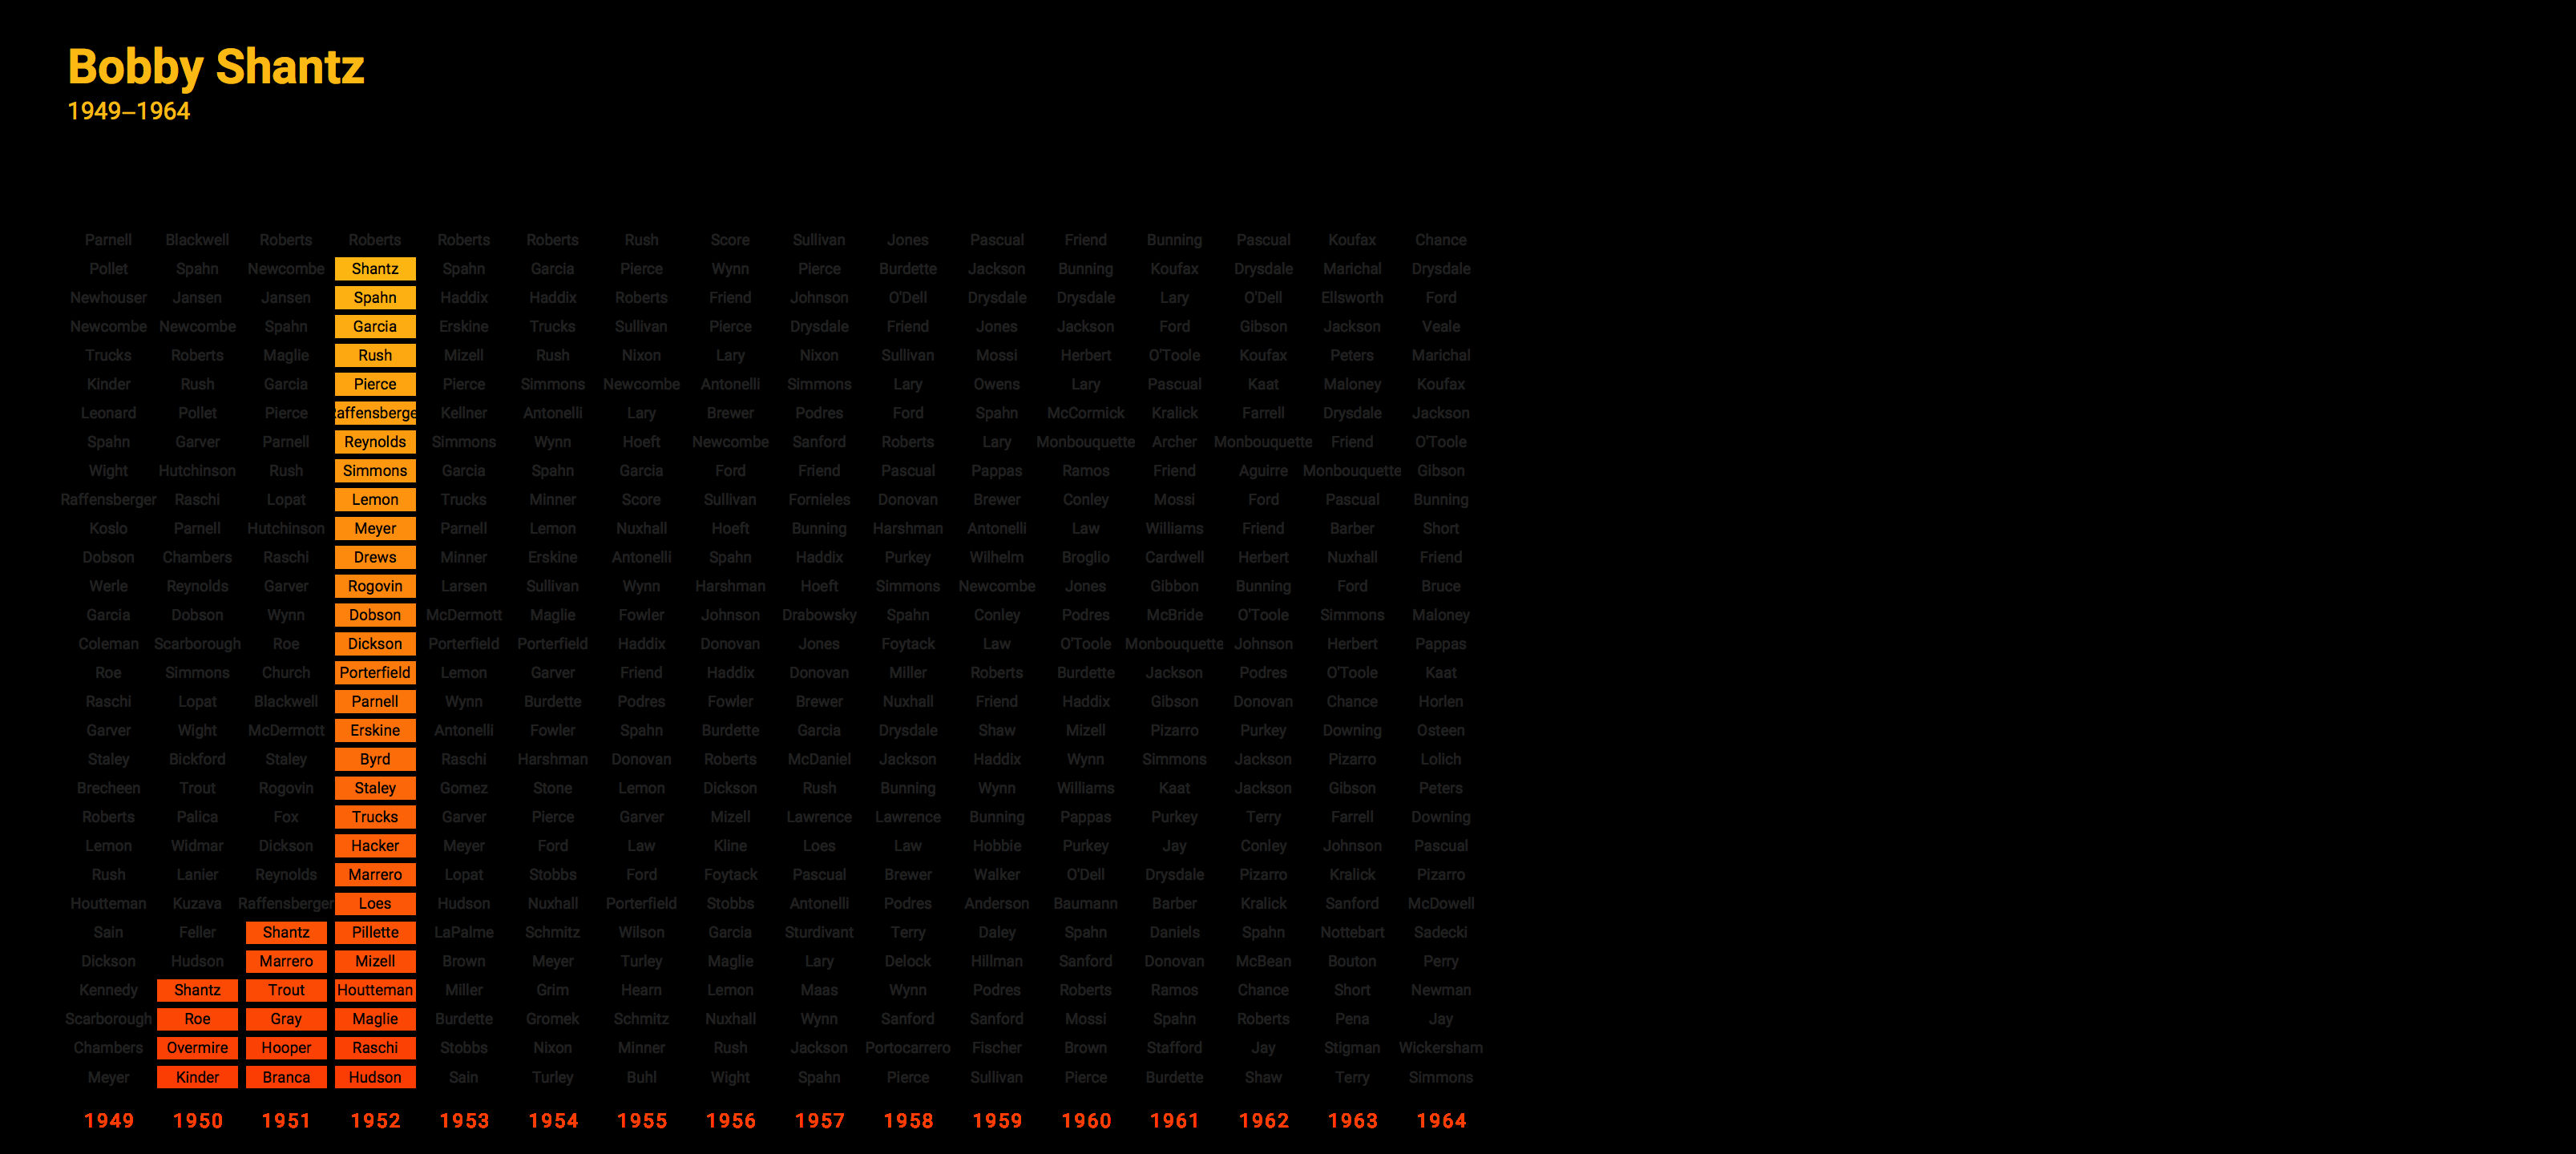 Bobby Shantz
1949–1964
Parnell Blackwell Roberts Roberts Roberts Roberts Rush Score Sullivan Jones Pascual Friend Bunning Pascual Koufax Chance
Pollet Spahn Newcombe Shantz Spahn Garcia Pierce Wynn Pierce Burdette Jackson Bunning Koufax Drysdale Marichal Drysdale
Newhouser Jansen Jansen Spahn Haddix Haddix Roberts Friend Johnson O'Dell Drysdale Drysdale Lary O'Dell Ellsworth Ford
Newcombe Newcombe Spahn Garcia Erskine Trucks Sullivan Pierce Drysdale Friend Jones Jackson Ford Gibson Jackson Veale
Trucks Roberts Maglie Rush Mizell Rush Nixon Lary Nixon Sullivan Mossi Herbert O'Toole Koufax Peters Marichal
Kinder Rush Garcia Pierce Pierce Simmons Newcombe Antonelli Simmons Lary Owens Lary Pascual Kaat Maloney Koufax
Leonard Pollet Pierce affensberge Kellner Antonelli Lary Brewer Podres Ford Spahn McCormick Kralick Farrell Drysdale Jackson
Spahn Garver Parnell Reynolds Simmons Wynn Hoeft Newcombe Sanford Roberts Lary Monbouquette Archer Monbouquette Friend O'Toole
Wight Hutchinson Rush Simmons Garcia Spahn Garcia Ford Friend Pascual Pappas Ramos Friend Aguirre Monbouquette Gibson
Raffensberger Raschi Lopat Lemon Trucks Minner Score Sullivan Fornieles Donovan Brewer Conley Mossi Ford Pascual Bunning
Koslo Parnell Hutchinson Meyer Parnell Lemon Nuxhall Hoeft Bunning Harshman Antonelli Law Williams Friend Barber Short
Dobson Chambers Raschi Drews Minner Erskine Antonelli Spahn Haddix Purkey Wilhelm Broglio Cardwell Herbert Nuxhall Friend
Werle Reynolds Garver Rogovin Larsen Sullivan Wynn Harshman Hoeft Simmons Newcombe Jones Gibbon Bunning Ford Bruce
Garcia Dobson Wynn Dobson McDermott Maglie Fowler Johnson Drabowsky Spahn Conley Podres McBride O'Toole Simmons Maloney
Coleman Scarborough Roe Dickson Porterfield Porterfield Haddix Donovan Jones Foytack Law O'Toole Monbouquette Johnson Herbert Pappas
Roe Simmons Church Porterfield Lemon Garver Friend Haddix Donovan Miller Roberts Burdette Jackson Podres O'Toole Kaat
Raschi Lopat Blackwell Parnell Wynn Burdette Podres Fowler Brewer Nuxhall Friend Haddix Gibson Donovan Chance Horlen
Garver Wight McDermott Erskine Antonelli Fowler Spahn Burdette Garcia Drysdale Shaw Mizell Pizarro Purkey Downing Osteen
Staley Bickford Staley Byrd Raschi Harshman Donovan Roberts McDaniel Jackson Haddix Wynn Simmons Jackson Pizarro Lolich
Brecheen Trout Rogovin Staley Gomez Stone Lemon Dickson Rush Bunning Wynn Williams Kaat Jackson Gibson Peters
Roberts Palica Fox Trucks Garver Pierce Garver Mizell Lawrence Lawrence Bunning Pappas Purkey Terry Farrell Downing
Lemon Widmar Dickson Hacker Meyer Ford Law Kline Loes Law Hobbie Purkey Jay Conley Johnson Pascual
Rush Lanier Reynolds Marrero Lopat Stobbs Ford Foytack Pascual Brewer Walker O'Dell Drysdale Pizarro Kralick Pizarro
Houtteman Kuzava Raffensberger Loes Hudson Nuxhall Porterfield Stobbs Antonelli Podres Anderson Baumann Barber Kralick Sanford McDowell
Sain Feller Shantz Pillette LaPalme Schmitz Wilson Garcia Sturdivant Terry Daley Spahn Daniels Spahn Nottebart Sadecki
Dickson Hudson Marrero Mizell Brown Meyer Turley Maglie Lary Delock Hillman Sanford Donovan McBean Bouton Perry
Kennedy Shantz Trout Houtteman Miller Grim Hearn Lemon Maas Wynn Podres Roberts Ramos Chance Short Newman
Scarborough Roe Gray Maglie Burdette Gromek Schmitz Nuxhall Wynn Sanford Sanford Mossi Spahn Roberts Pena Jay
Chambers Overmire Hooper Raschi Stobbs Nixon Minner Rush Jackson Portocarrero Fischer Brown Stafford Jay Stigman Wickersham
Meyer Kinder Branca Hudson Sain Turley Buhl Wight Spahn Pierce Sullivan Pierce Burdette Shaw Terry Simmons
1949 1950 1951 1952 1953 1954 1955 1956 1957 1958 1959 1960 1961 1962 1963 1964